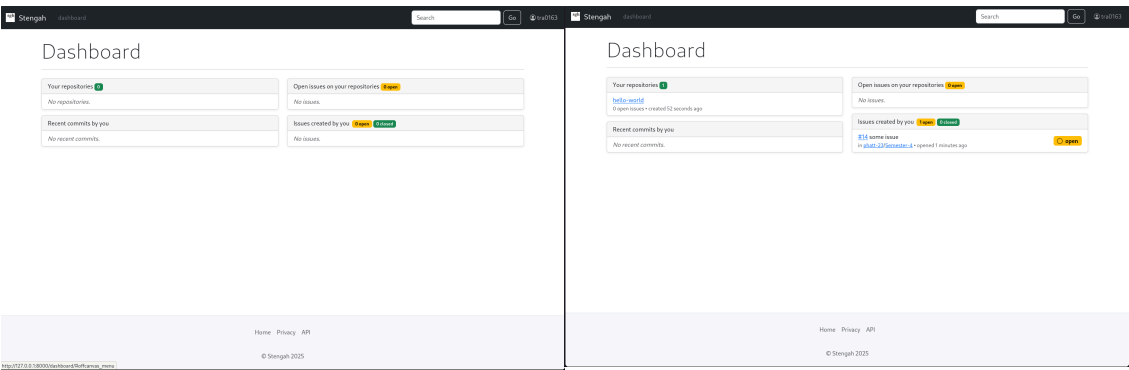 Stengah dashboard Search Go tra0163
Dashboard
Your repositories 0
No repositories.
Recent commits by you
No recent commits.
Open issues on your repositories 0 open
No issues.
Issues created by you 0 open 0 closed
No issues.
Home Privacy API
© Stengah 2025
http://127.0.0.1:8000/dashboard/#offcanvas_menu
Stengah dashboard Search Go tra0163
Dashboard
Your repositories 1
hello-world
0 open issues • created 52 seconds ago
Recent commits by you
No recent commits.
Open issues on your repositories 0 open
No issues.
Issues created by you 1 open 0 closed
#14 some issue
in phatt-23/Semester-4 • opened 1 minutes ago
open
Home Privacy API
© Stengah 2025